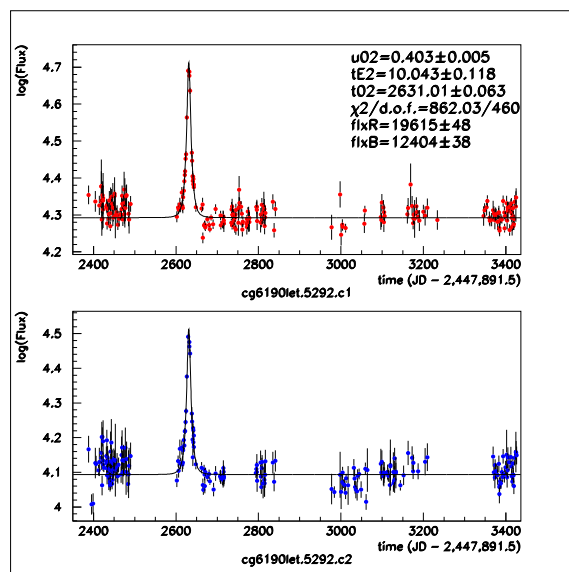 log(Flux)
4.7
4.6
4.5
4.4
4.3
4.2
u02=0.403±0.005
tE2=10.043±0.118
t02=2631.01±0.063
χ2/d.o.f.=862.03/460
flxR=19615±48
flxB=12404±38
2400 2600 2800 3000 3200 3400
time (JD - 2,447,891.5)
cg6190let.5292.c1
log(Flux)
4.5
4.4
4.3
4.2
4.1
4
2400 2600 2800 3000 3200 3400
time (JD - 2,447,891.5)
cg6190let.5292.c2